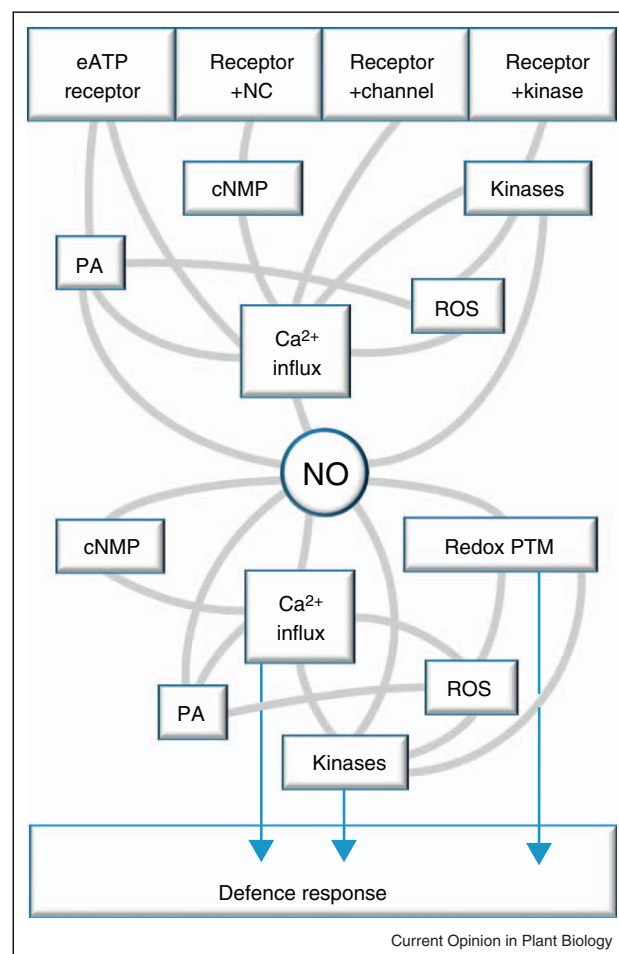 eATP
receptor
Receptor
+NC
Receptor
+channel
Receptor
+kinase
cNMP
Kinases
PA
ROS
Ca²⁺
influx
NO
cNMP
Redox PTM
Ca²⁺
influx
PA
ROS
Kinases
Defence response
Current Opinion in Plant Biology